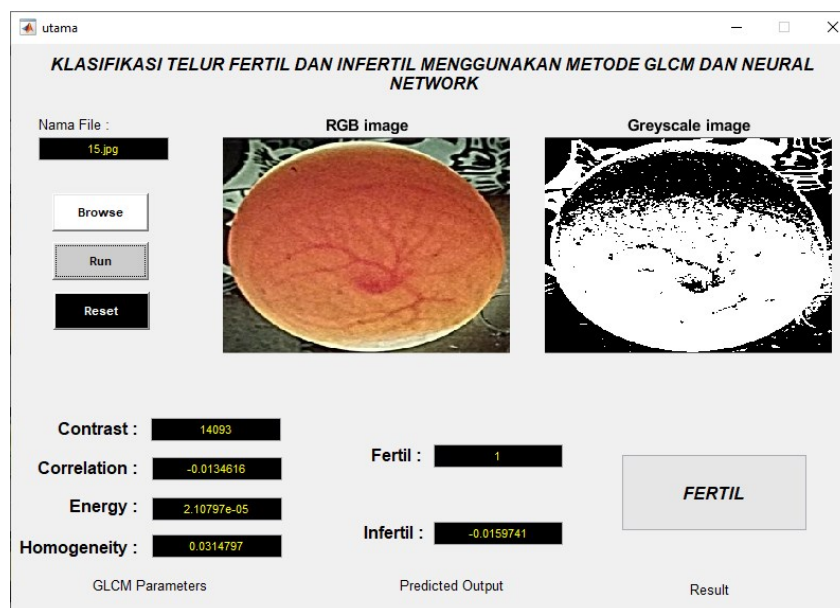 utama
KLASIFIKASI TELUR FERTIL DAN INFERTIL MENGGUNAKAN METODE GLCM DAN NEURAL
NETWORK
Nama File :
15.jpg
Browse
Run
Reset
RGB image
Greyscale image
Contrast :
14093
Correlation :
-0.0134616
Energy :
2.10797e-05
Homogeneity :
0.0314797
GLCM Parameters
Fertil :
1
Infertil :
-0.0159741
Predicted Output
FERTIL
Result